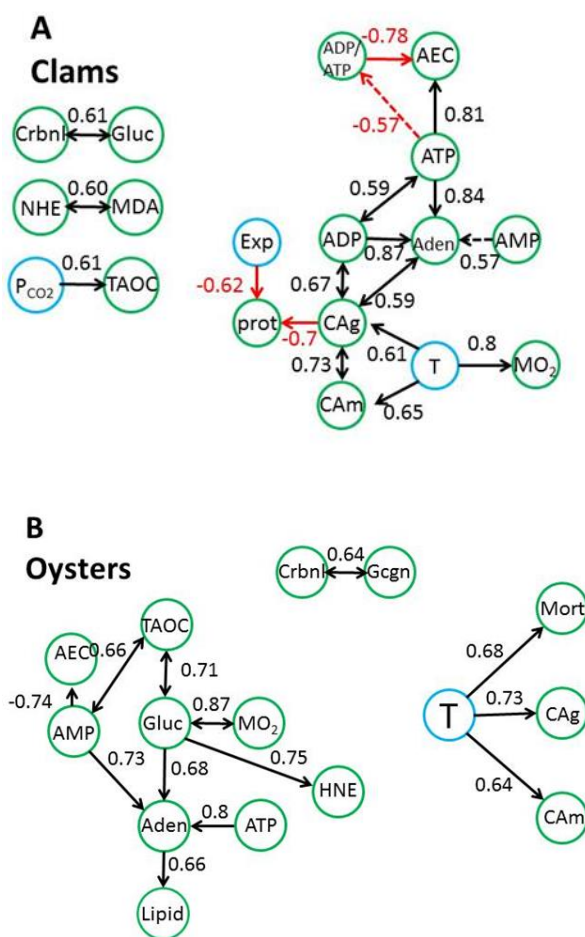 A
Clams
ADP/
ATP
-0.78
AEC
-0.57
0.81
Crbnl
0.61
Gluc
ATP
NHE
0.60
MDA
0.59
0.84
Exp
ADP
0.87
Aden
AMP
0.57
PCO2
0.61
TAOC
-0.62
0.67
0.59
prot
-0.7
CAg
0.61
T
0.8
MO2
0.73
CAm
0.65
B
Oysters
Crbnl
0.64
Gcgn
TAOC
AEC
0.66
Mort
0.71
0.68
-0.74
AMP
Gluc
0.87
MO2
T
0.73
CAg
0.73
0.68
0.75
HNE
0.64
Aden
0.8
ATP
CAm
0.66
Lipid